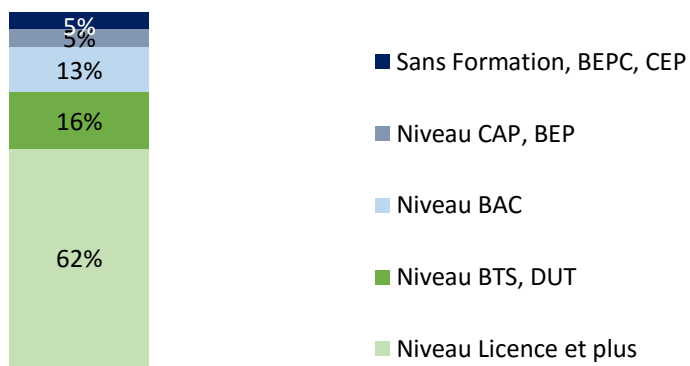 5%
5%
13%
16%
62%
Sans Formation, BEPC, CEP
Niveau CAP, BEP
Niveau BAC
Niveau BTS, DUT
Niveau Licence et plus